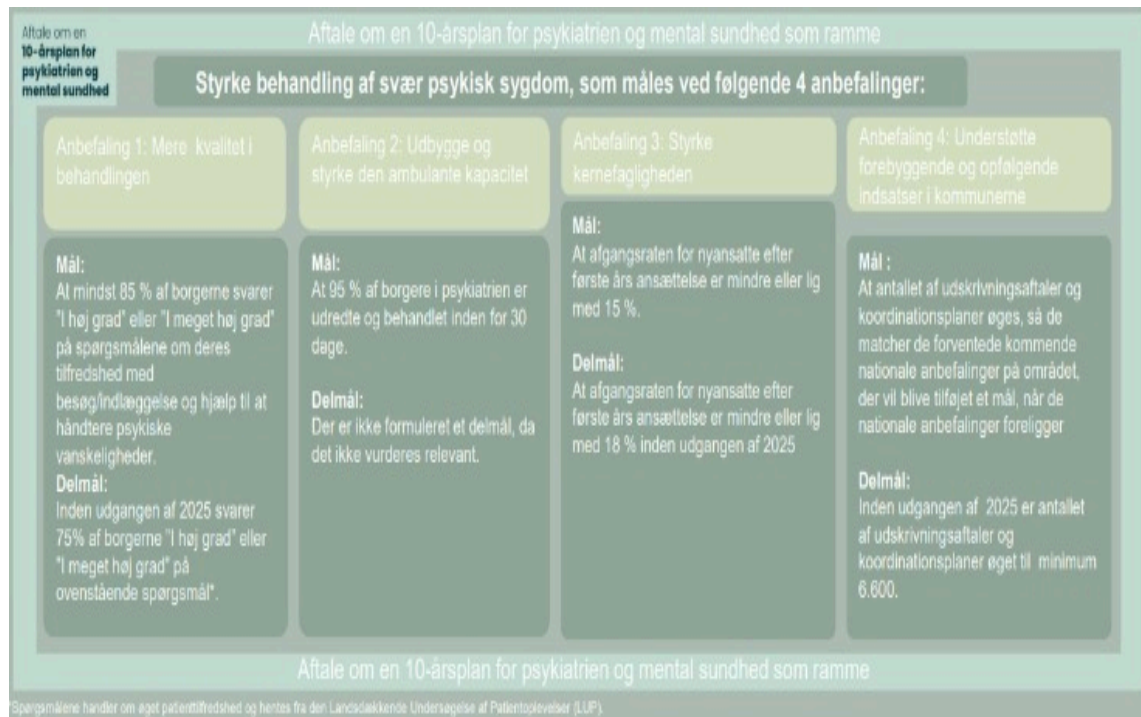 Aftale om en
10-årsplan for
psykiatrien og
mental sundhed
Aftale om en 10-årsplan for psykiatrien og mental sundhed som ramme
Styrke behandling af svær psykisk sygdom, som måles ved følgende 4 anbefalinger:
Anbefaling 1: Mere kvalitet i
behandlingen
Mål:
At mindst 85 % af borgerne svarer
"I høj grad" eller "I meget høj grad"
på spørgsmålene om deres
tilfredshed med
besøg/indlæggelse og hjælp til at
håndtere psykiske
vanskeligheder.
Delmål:
Inden udgangen af 2025 svarer
75% af borgerne "I høj grad" eller
"I meget høj grad" på
ovenstående spørgsmål*.
Anbefaling 2: Udbygge og
styrke den ambulante kapacitet
Mål:
At 95 % af borgere i psykiatrien er
udredte og behandlet inden for 30
dage.
Delmål:
Der er ikke formuleret et delmål, da
det ikke vurderes relevant.
Anbefaling 3: Styrke
kernefagligheden
Mål:
At afgangsraten for nyansatte efter
første års ansættelse er mindre eller lig
med 15 %.
Delmål:
At afgangsraten for nyansatte efter
første års ansættelse er mindre eller lig
med 18 % inden udgangen af 2025
Anbefaling 4: Understøtte
forebyggende og opfølgende
indsatser i kommunerne
Mål :
At antallet af udskrivningsaftaler og
koordinationsplaner øges, så de
matcher de forventede kommende
nationale anbefalinger på området,
der vil blive tilføjet et mål, når de
nationale anbefalinger foreligger
Delmål:
Inden udgangen af 2025 er antallet
af udskrivningsaftaler og
koordinationsplaner øget til minimum
6.600.
Aftale om en 10-årsplan for psykiatrien og mental sundhed som ramme
*Spørgsmålene handler om øget patienttilfredshed og hentes fra den Landsdækkende Undersøgelse af Patientoplevelser (LUP).